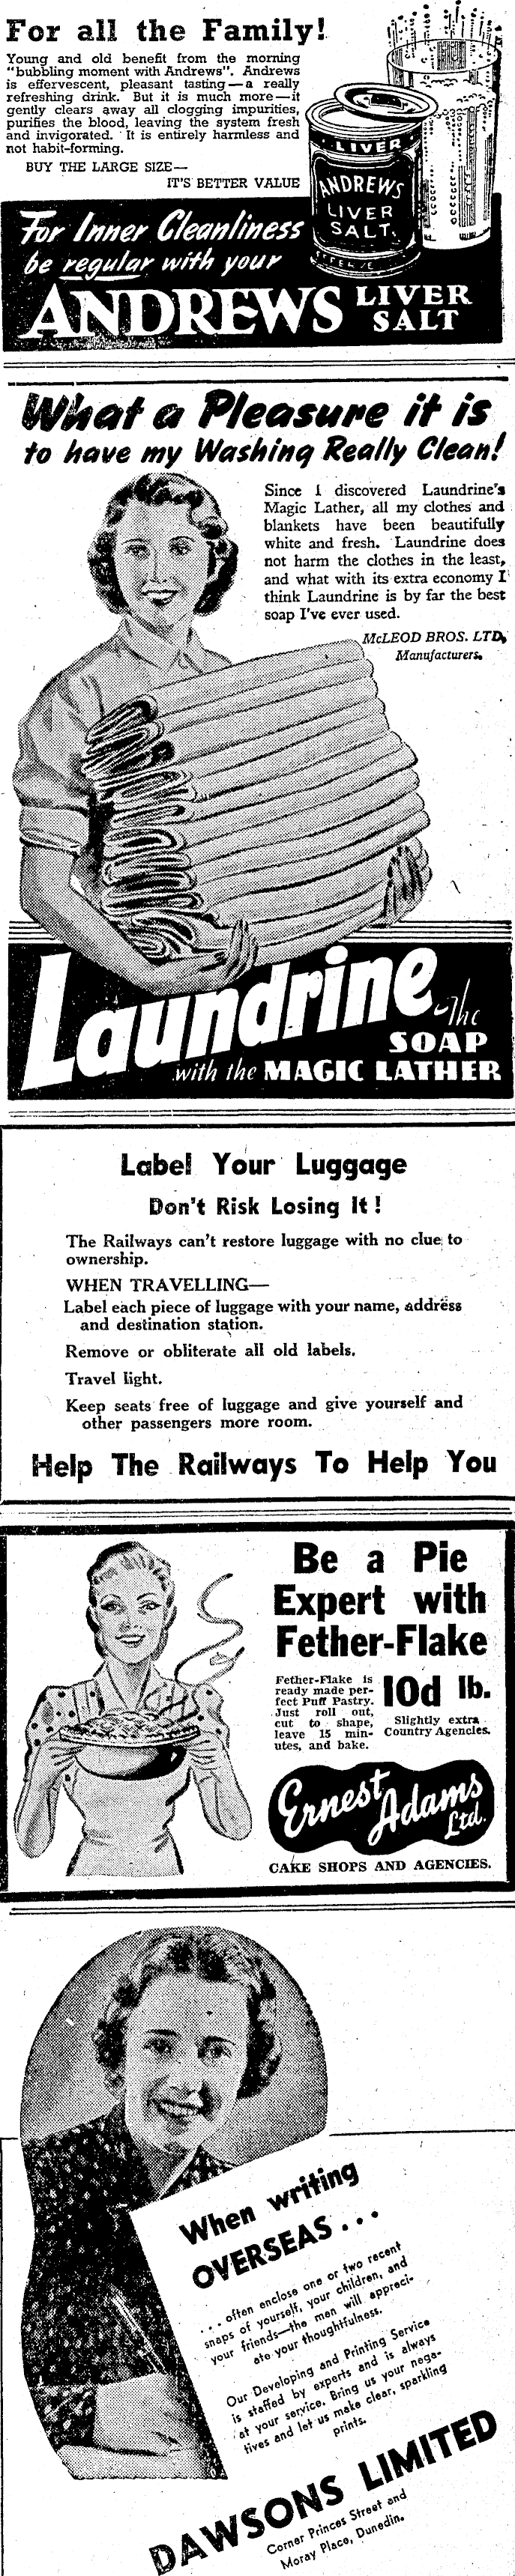 For all the Family!
Young and old benefit from the morning
"bubbling moment with Andrews". Andrews
is effervescent, pleasant tasting—a really
refreshing drink. But it is much more—it
gently clears away all clogging impurities,
purifies the blood, leaving the system fresh
and invigorated. It is entirely harmless and
not habit-forming.
BUY THE LARGE SIZE—
IT'S BETTER VALUE
LIVER
ANDREWS
LIVER
SALT.
For Inner Cleanliness
be regular with your
ANDREWS LIVER
SALT
What a Pleasure it is
to have my Washing Really Clean!
Since I discovered Laundrine's
Magic Lather, all my clothes and
blankets have been beautifully
white and fresh. Laundrine does
not harm the clothes in the least,
and what with its extra economy I
think Laundrine is by far the best
soap I've ever used.
McLEOD BROS. LTD.
Manufacturers.
Laundrine The
SOAP
with the MAGIC LATHER
Label Your Luggage
Don't Risk Losing It!
The Railways can't restore luggage with no clue to
ownership.
WHEN TRAVELLING—
Label each piece of luggage with your name, address
and destination station.
Remove or obliterate all old labels.
Travel light.
Keep seats free of luggage and give yourself and
other passengers more room.
Help The Railways To Help You
Be a Pie
Expert with
Fether-Flake
Fether-Flake is
ready made per-
fect Puff Pastry.
Just roll out,
cut to shape,
leave 15 min-
utes, and bake.
10d lb.
Slightly extra
Country Agencies.
Ernest Adams
Ltd.
CAKE SHOPS AND AGENCIES.
When writing
OVERSEAS...
... often enclose one or two recent
snaps of yourself, your children, and
your friends—the men will appreci-
ate your thoughtfulness.
Our Developing and Printing Service
is staffed by experts and is always
at your service. Bring us your nega-
tives and let us make clear, sparkling
prints.
DAWSONS LIMITED
Corner Princes Street and
Moray Place, Dunedin.